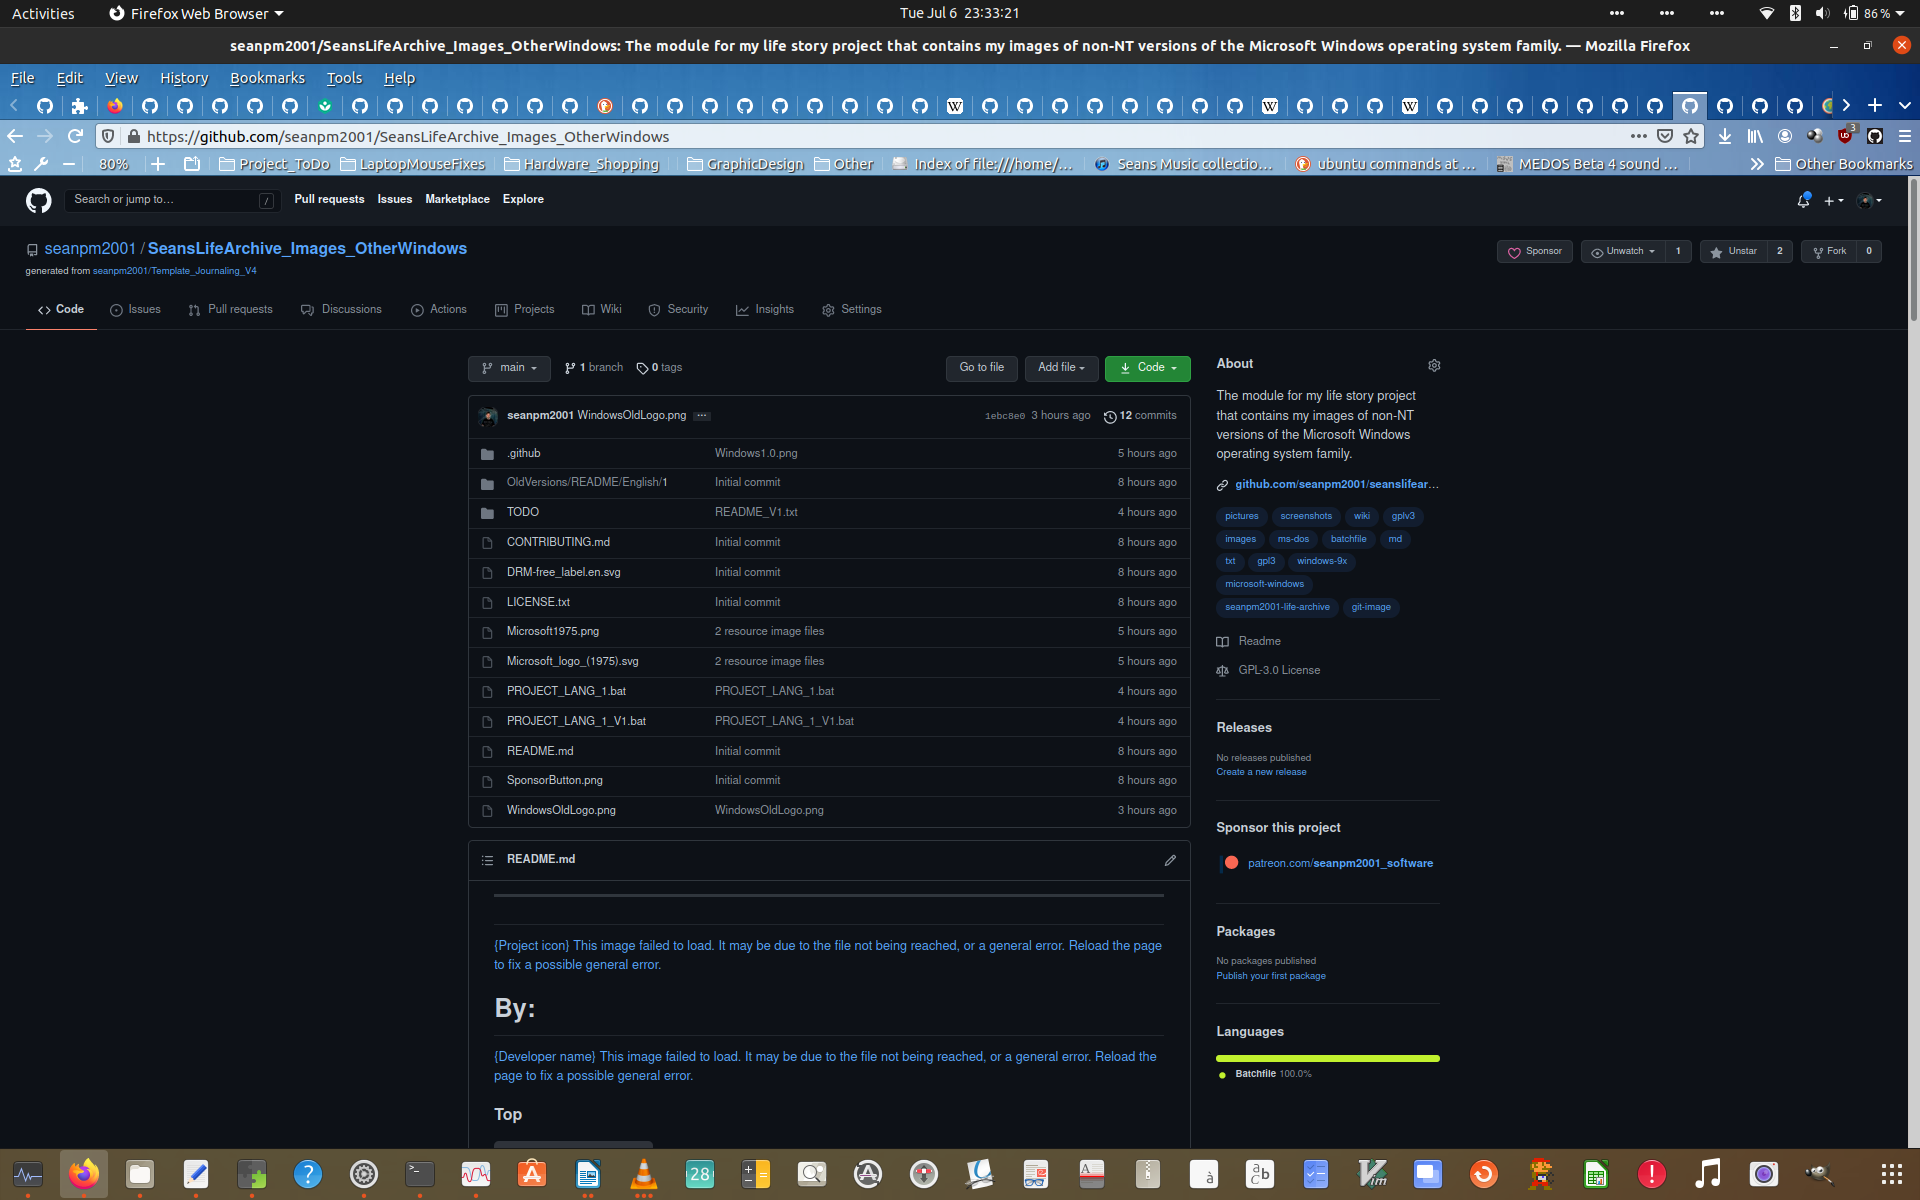 Activities
Firefox Web Browser
Tue Jul 6 23:33:21
86 %
seanpm2001/SeansLifeArchive_Images_OtherWindows: The module for my life story project that contains my images of non-NT versions of the Microsoft Windows operating system family. — Mozilla Firefox
File Edit View History Bookmarks Tools Help
https://github.com/seanpm2001/SeansLifeArchive_Images_OtherWindows
3
80%
Project_ToDo
LaptopMouseFixes
Hardware_Shopping
GraphicDesign
Other
Index of file:///home/…
Seans Music collectio…
ubuntu commands at …
MEDOS Beta 4 sound …
Other Bookmarks
Search or jump to…
/
Pull requests Issues Marketplace Explore
seanpm2001 / SeansLifeArchive_Images_OtherWindows
Sponsor
Unwatch 1
Unstar 2
Fork 0
generated from seanpm2001/Template_Journaling_V4
Code
Issues
Pull requests
Discussions
Actions
Projects
Wiki
Security
Insights
Settings
main
1 branch
0 tags
Go to file
Add file
Code
seanpm2001 WindowsOldLogo.png ···
1ebc8e0 3 hours ago
12 commits
.github Windows1.0.png 5 hours ago
OldVersions/README/English/1 Initial commit 8 hours ago
TODO README_V1.txt 4 hours ago
CONTRIBUTING.md Initial commit 8 hours ago
DRM-free_label.en.svg Initial commit 8 hours ago
LICENSE.txt Initial commit 8 hours ago
Microsoft1975.png 2 resource image files 5 hours ago
Microsoft_logo_(1975).svg 2 resource image files 5 hours ago
PROJECT_LANG_1.bat PROJECT_LANG_1.bat 4 hours ago
PROJECT_LANG_1_V1.bat PROJECT_LANG_1_V1.bat 4 hours ago
README.md Initial commit 8 hours ago
SponsorButton.png Initial commit 8 hours ago
WindowsOldLogo.png WindowsOldLogo.png 3 hours ago
README.md
{Project icon} This image failed to load. It may be due to the file not being reached, or a general error. Reload the page
to fix a possible general error.
By:
{Developer name} This image failed to load. It may be due to the file not being reached, or a general error. Reload the
page to fix a possible general error.
Top
About
The module for my life story project
that contains my images of non-NT
versions of the Microsoft Windows
operating system family.
github.com/seanpm2001/seanslifear…
pictures screenshots wiki gplv3
images ms-dos batchfile md
txt gpl3 windows-9x
microsoft-windows
seanpm2001-life-archive git-image
Readme
GPL-3.0 License
Releases
No releases published
Create a new release
Sponsor this project
patreon.com/seanpm2001_software
Packages
No packages published
Publish your first package
Languages
Batchfile 100.0%
28